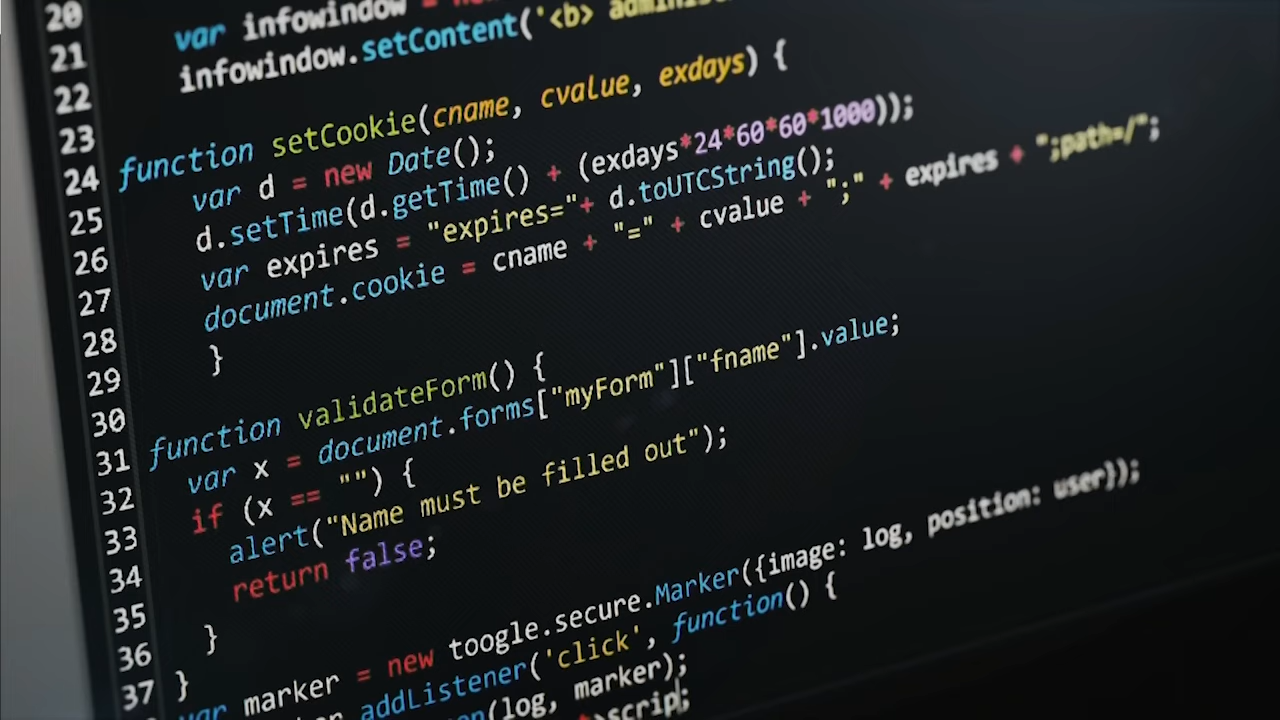 20 var infowindow = new
21 infowindow.setContent('<b>
22
23 function setCookie(cname, cvalue, exdays) {
24 var d = new Date();
25 d.setTime(d.getTime() + (exdays*24*60*60*1000));
26 var expires = "expires="+ d.toUTCString();
27 document.cookie = cname + "=" + cvalue + ";" + expires + ";path=/";
28 }
29
30 function validateForm() {
31 var x = document.forms["myForm"]["fname"].value;
32 if (x == "") {
33 alert("Name must be filled out");
34 return false;
35 }
36 }
37 var marker = new toogle.secure.Marker({image: log, position: user});
addListener('click', function() {
(log, marker);
scrip;